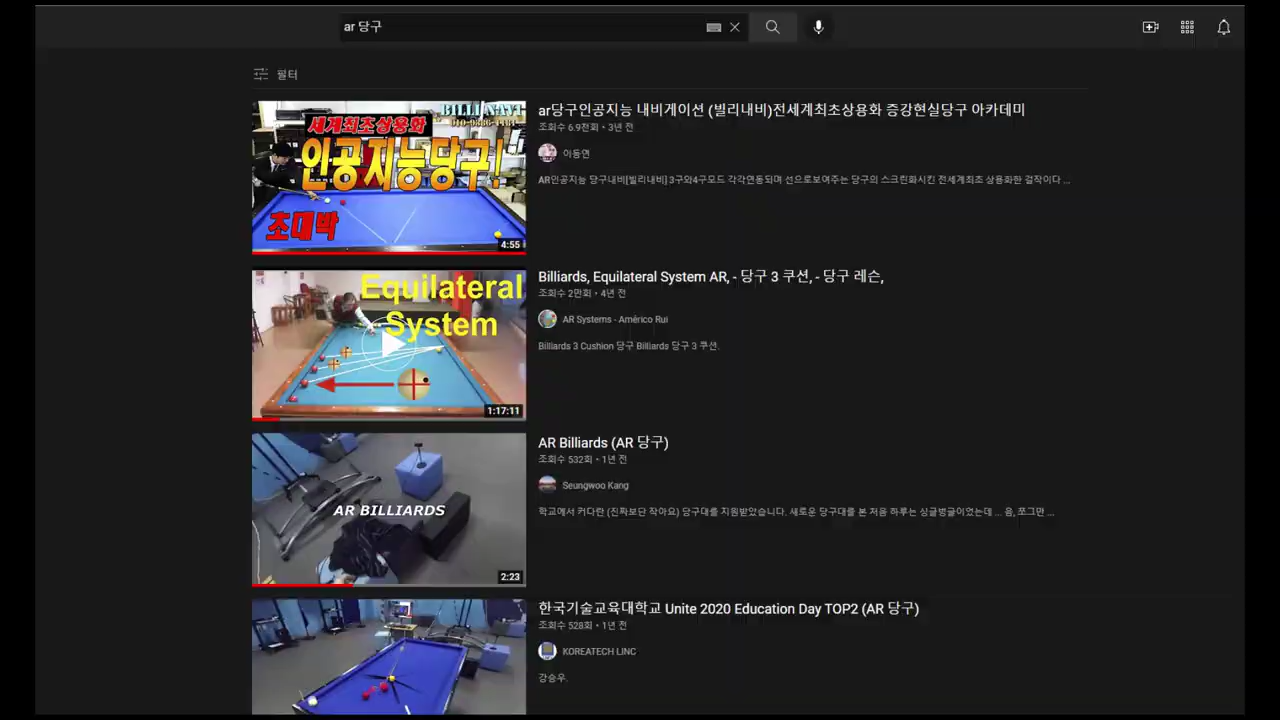 ar 당구
필터
BILLI NAVI
세계최초상용화
인공지능당구!
초대박
4:55
ar당구인공지능 내비게이션 (빌리내비)전세계최초상용화 증강현실당구 아카데미
조회수 6.9천회 • 3년 전
이동연
AR인공지능 당구내비[빌리내비] 3구와4구모드 각각연동되며 선으로보여주는 당구의 스크린화시킨 전세계최초 상용화한 걸작이다 ...
Equilateral
System
1:17:11
Billiards, Equilateral System AR, - 당구 3 쿠션, - 당구 레슨,
조회수 2만회 • 4년 전
AR Systems - Américo Rui
Billiards 3 Cushion 당구 Billiards 당구 3 쿠션.
AR BILLIARDS
2:23
AR Billiards (AR 당구)
조회수 532회 • 1년 전
Seungwoo Kang
학교에서 커다란 (진짜보단 작아요) 당구대를 지원받았습니다. 새로운 당구대를 본 처음 하루는 싱글벙글이었는데 ... 음, 쪼그만 ...
한국기술교육대학교 Unite 2020 Education Day TOP2 (AR 당구)
조회수 528회 • 1년 전
KOREATECH LINC
강승우.